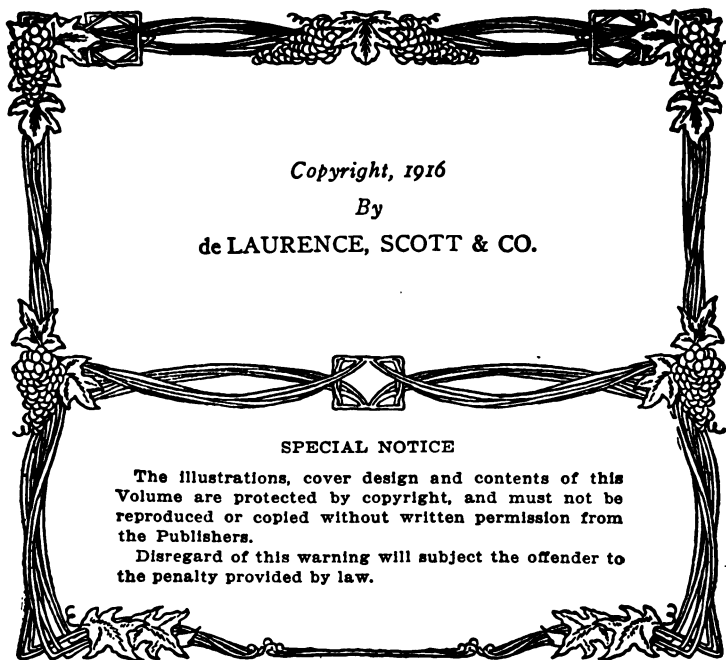 Copyright, 1916
By
de LAURENCE, SCOTT & CO.
SPECIAL NOTICE
The illustrations, cover design and contents of this
Volume are protected by copyright, and must not be
reproduced or copied without written permission from
the Publishers.
Disregard of this warning will subject the offender to
the penalty provided by law.